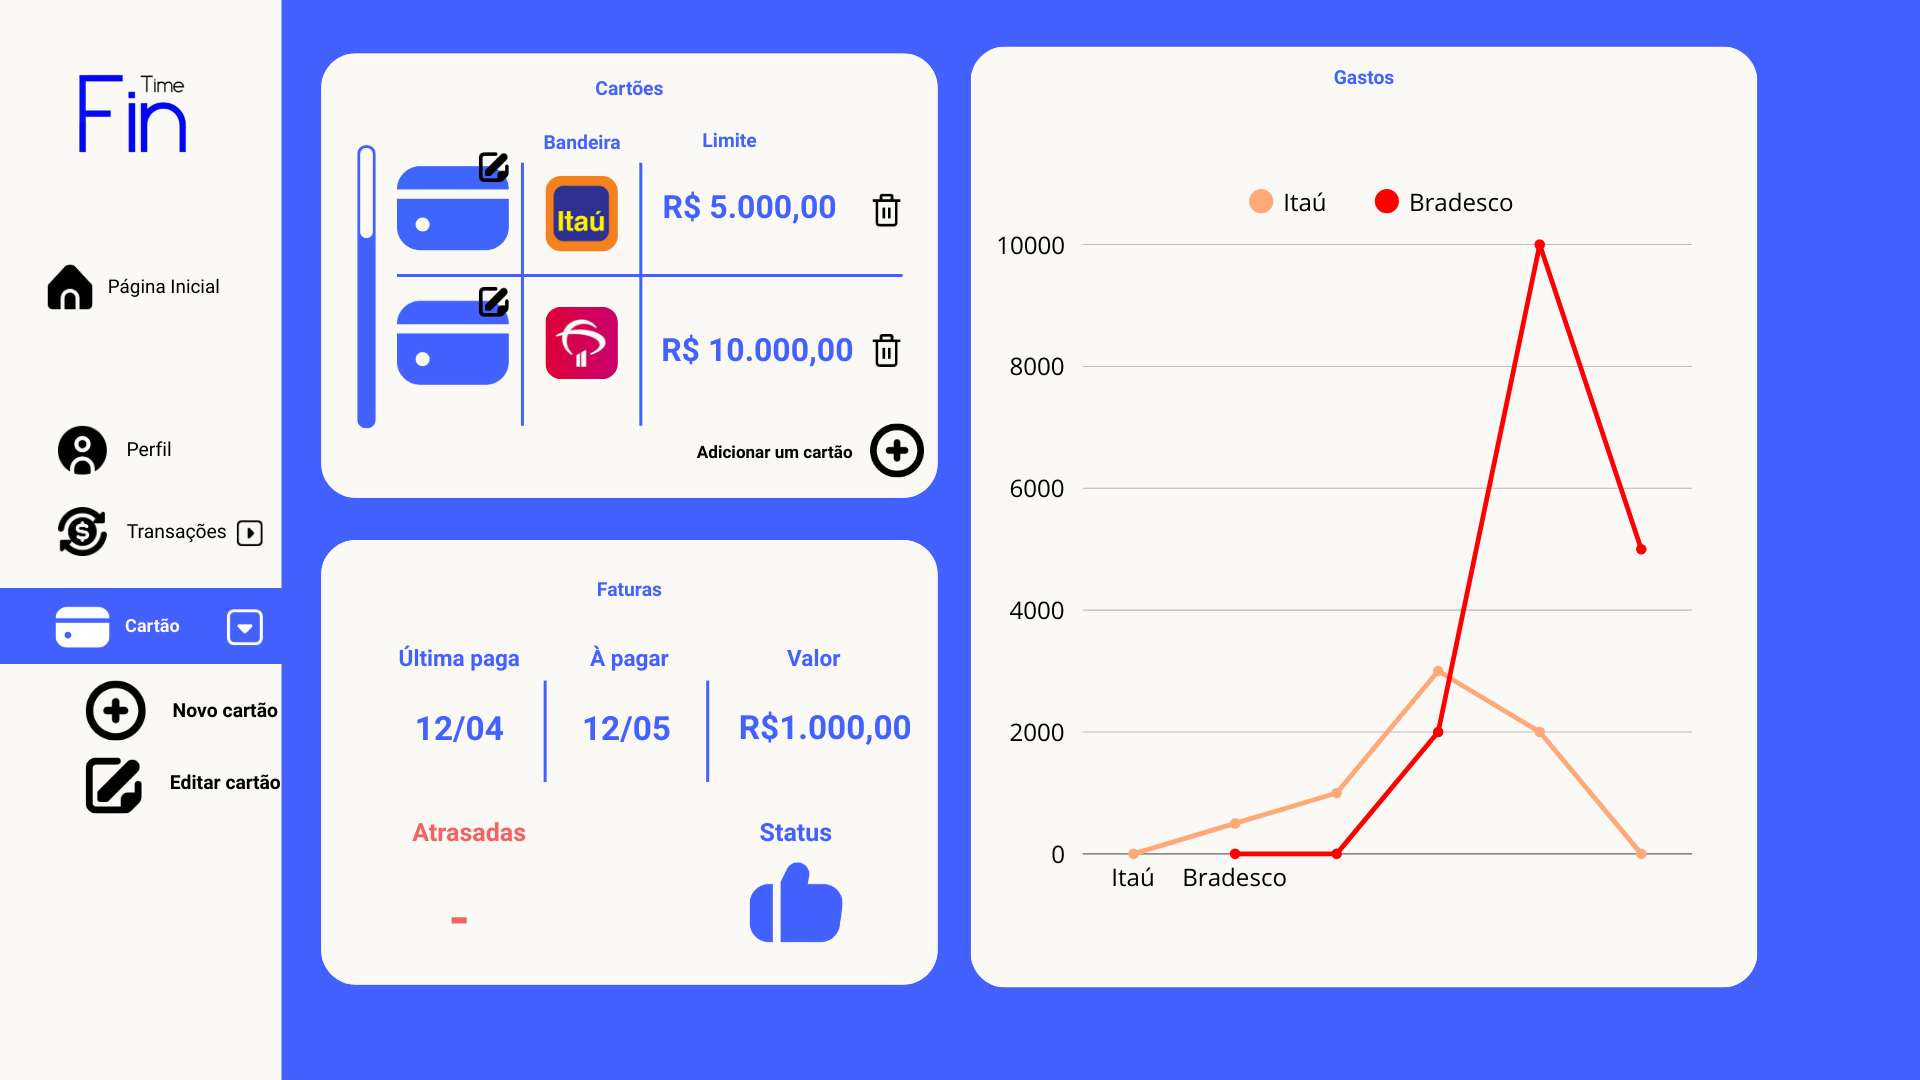 Time
Fin
Página Inicial
Perfil
Transações
Cartão
Novo cartão
Editar cartão
Cartões
Bandeira
Limite
Itaú
R$ 5.000,00
R$ 10.000,00
Adicionar um cartão
Faturas
Última paga
À pagar
Valor
12/04
12/05
R$1.000,00
Atrasadas
Status
-
Gastos
Itaú
Bradesco
10000
8000
6000
4000
2000
0
Itaú
Bradesco